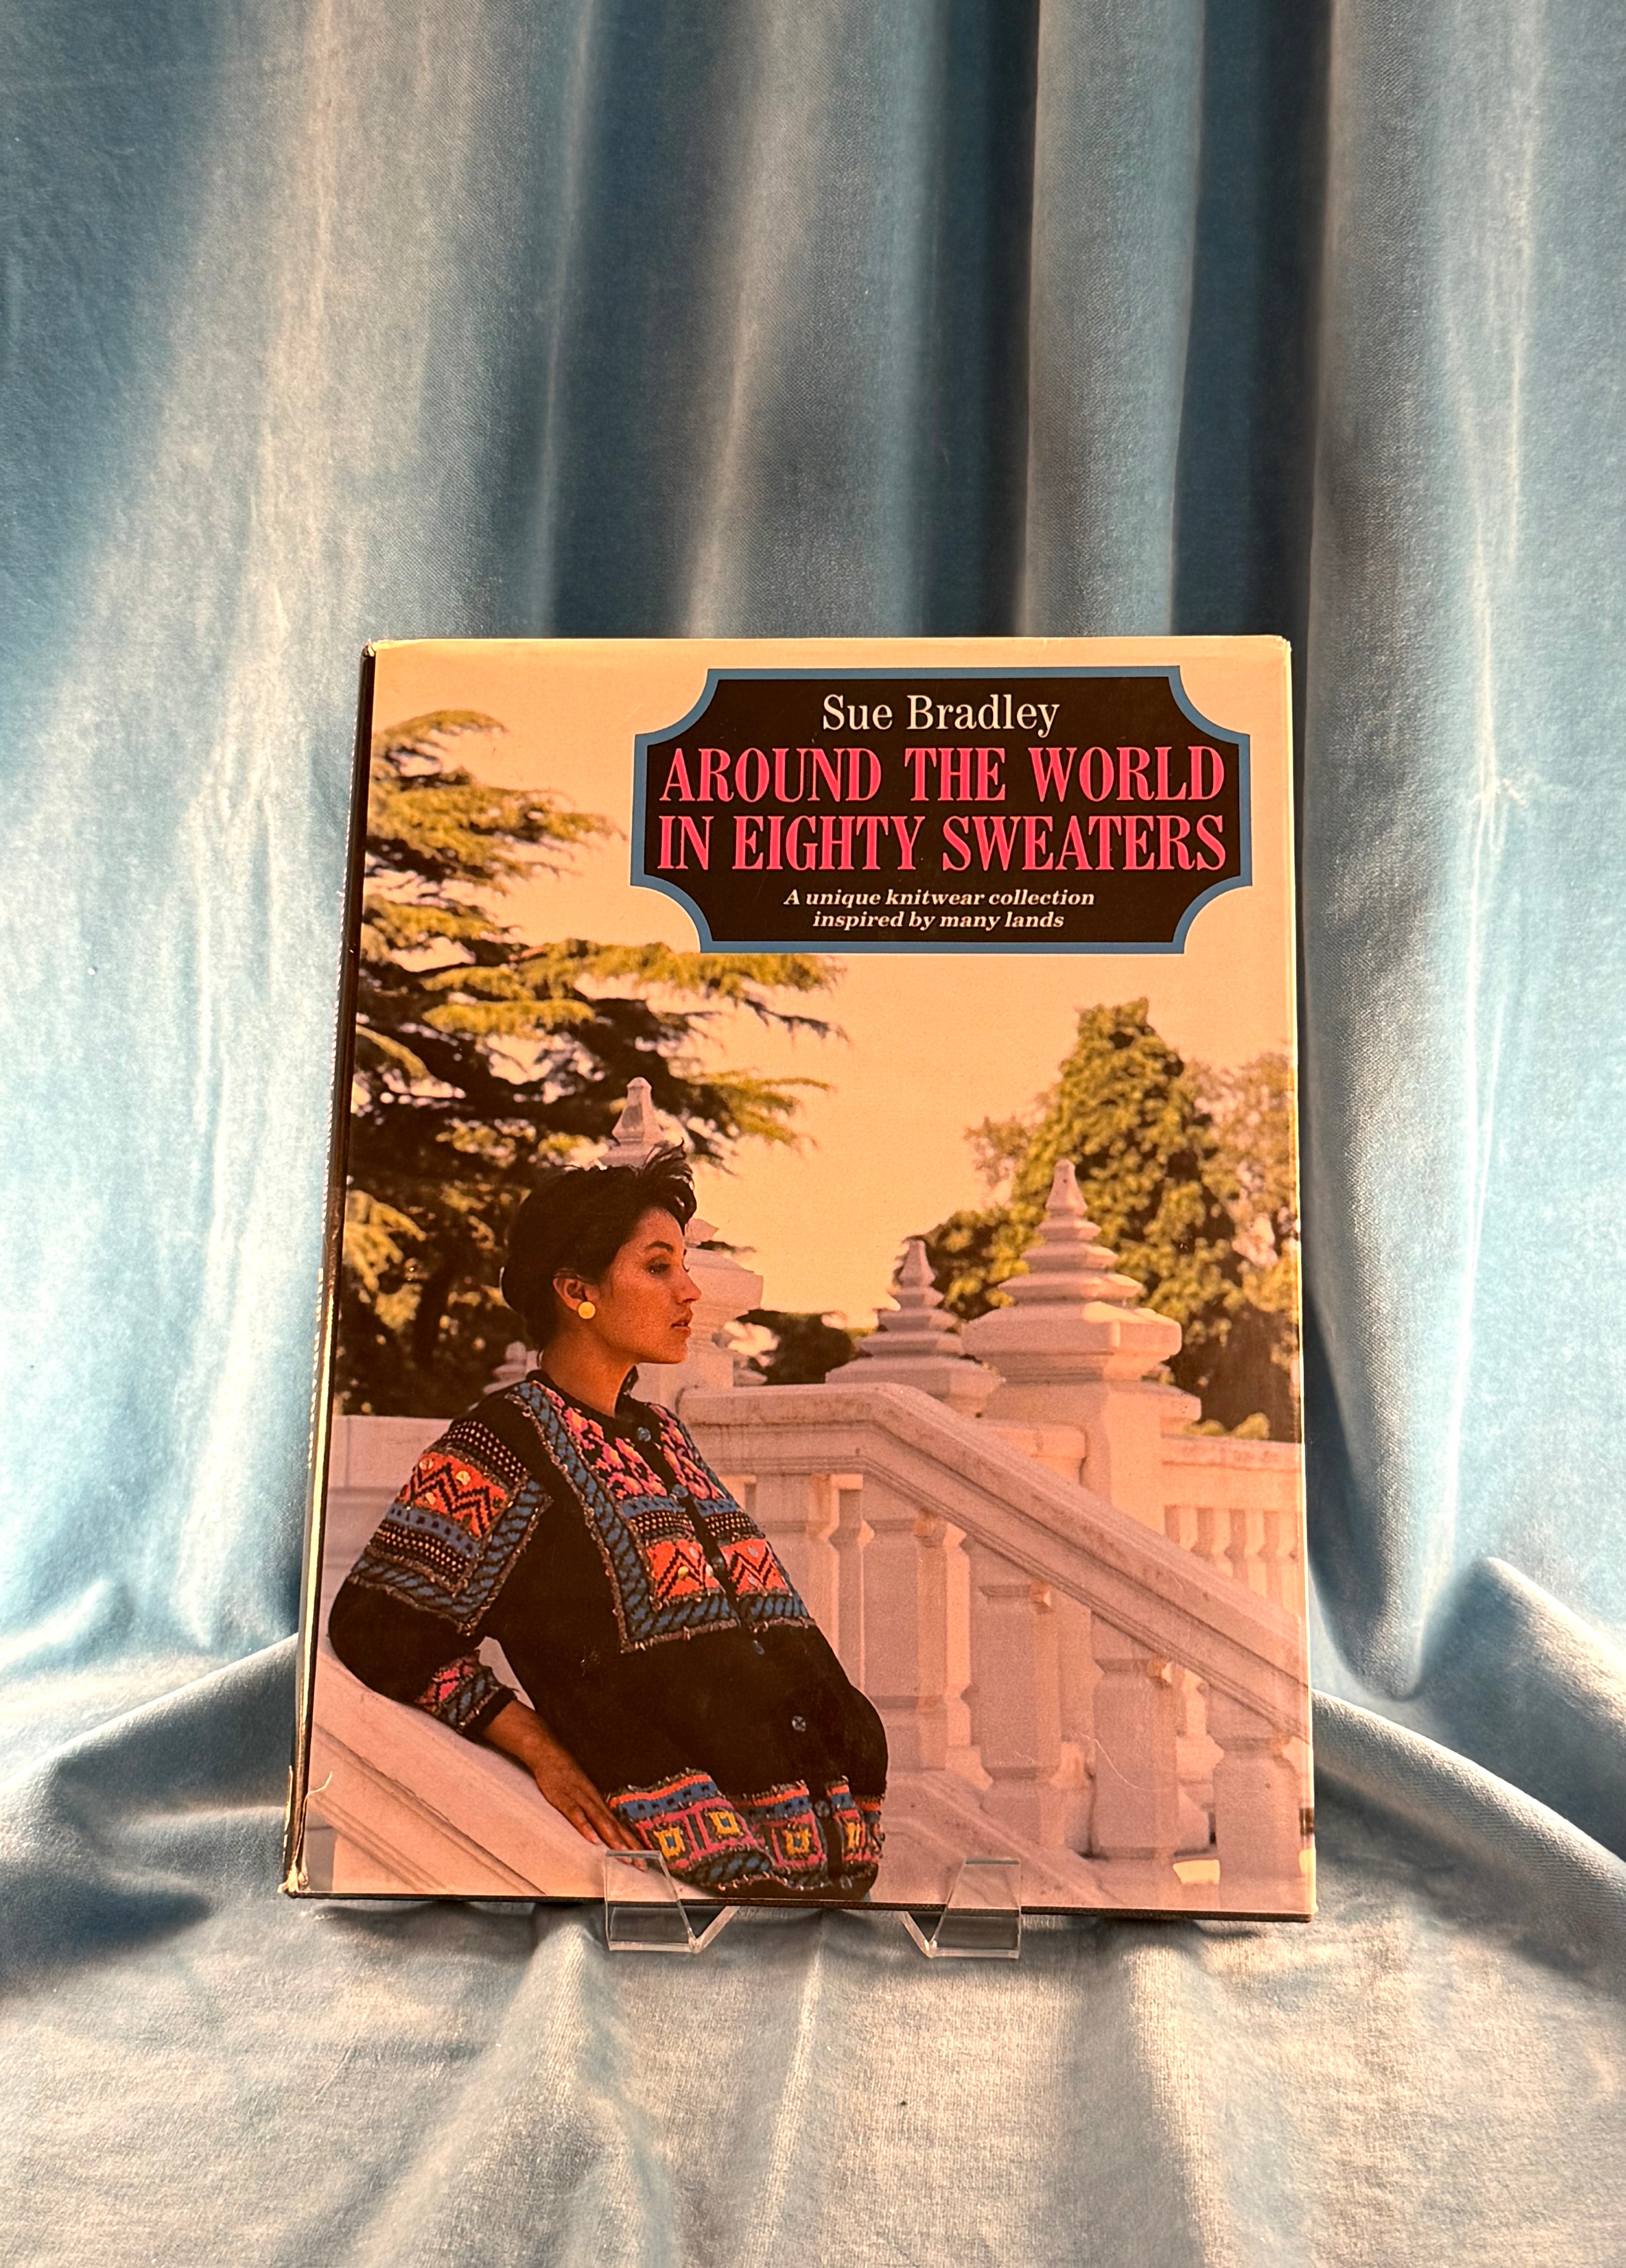 Sue Bradley
AROUND THE WORLD
IN EIGHTY SWEATERS
A unique knitwear collection
inspired by many lands